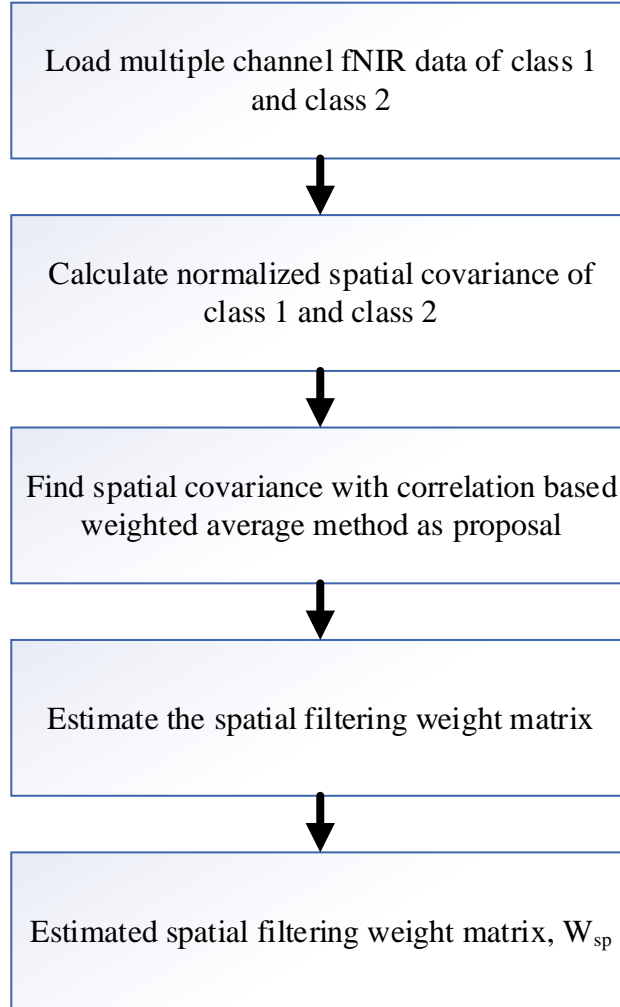 Load multiple channel fNIR data of class 1
and class 2
Calculate normalized spatial covariance of
class 1 and class 2
Find spatial covariance with correlation based
weighted average method as proposal
Estimate the spatial filtering weight matrix
Estimated spatial filtering weight matrix, W_sp